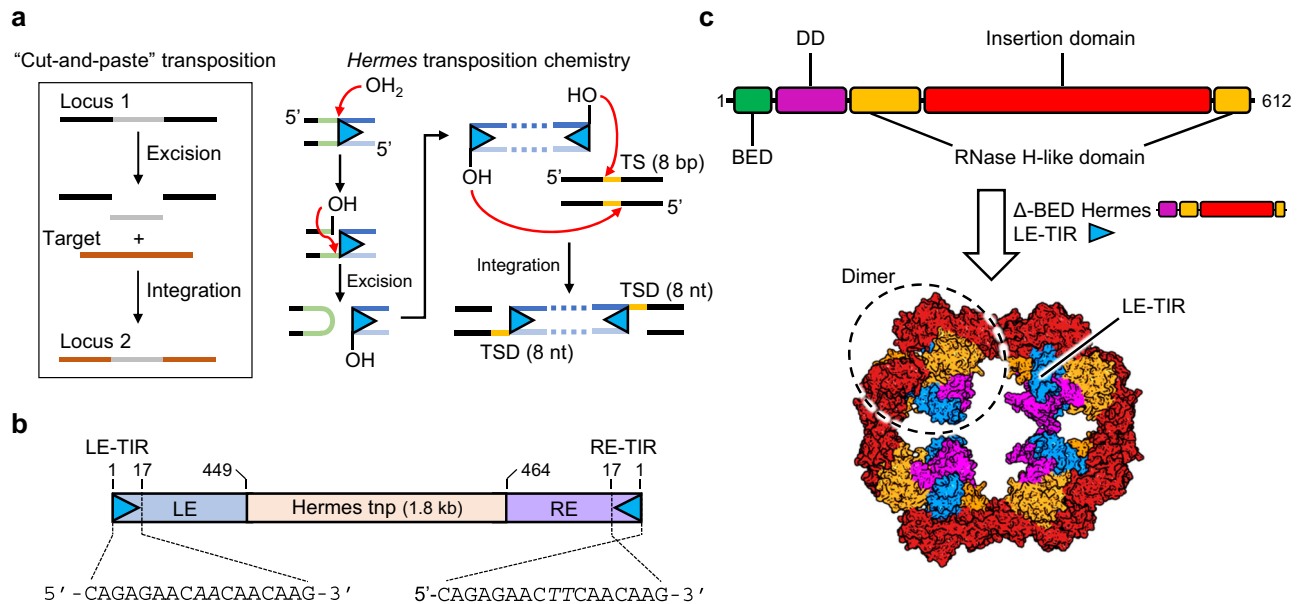 a
"Cut-and-paste" transposition
Locus 1
Excision
Target
+
Integration
Locus 2
Hermes transposition chemistry
OH2
5'
5'
OH
Excision
OH
HO
OH
TS (8 bp)
5'
5'
Integration
TSD (8 nt)
TSD (8 nt)
b
LE-TIR
RE-TIR
1 17 449 464 17 1
LE
Hermes tnp (1.8 kb)
RE
5'-CAGAGAACAACAACAAG-3'
5'-CAGAGAACTTCAACAAG-3'
c
DD
Insertion domain
1
612
BED
RNase H-like domain
Δ-BED Hermes
LE-TIR
Dimer
LE-TIR